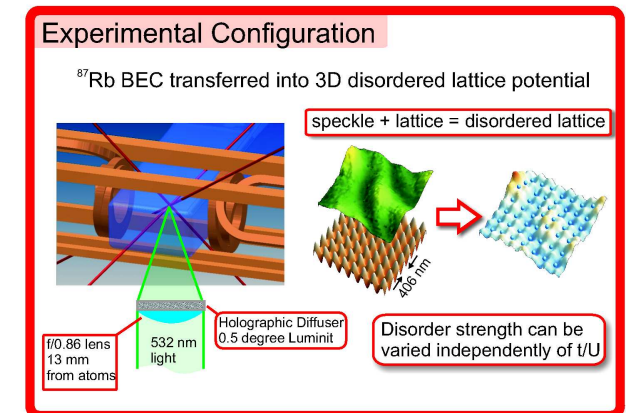 Experimental Configuration
⁸⁷Rb BEC transferred into 3D disordered lattice potential
speckle + lattice = disordered lattice
406 nm
Holographic Diffuser
0.5 degree Luminit
f/0.86 lens
13 mm
from atoms
532 nm
light
Disorder strength can be
varied independently of t/U